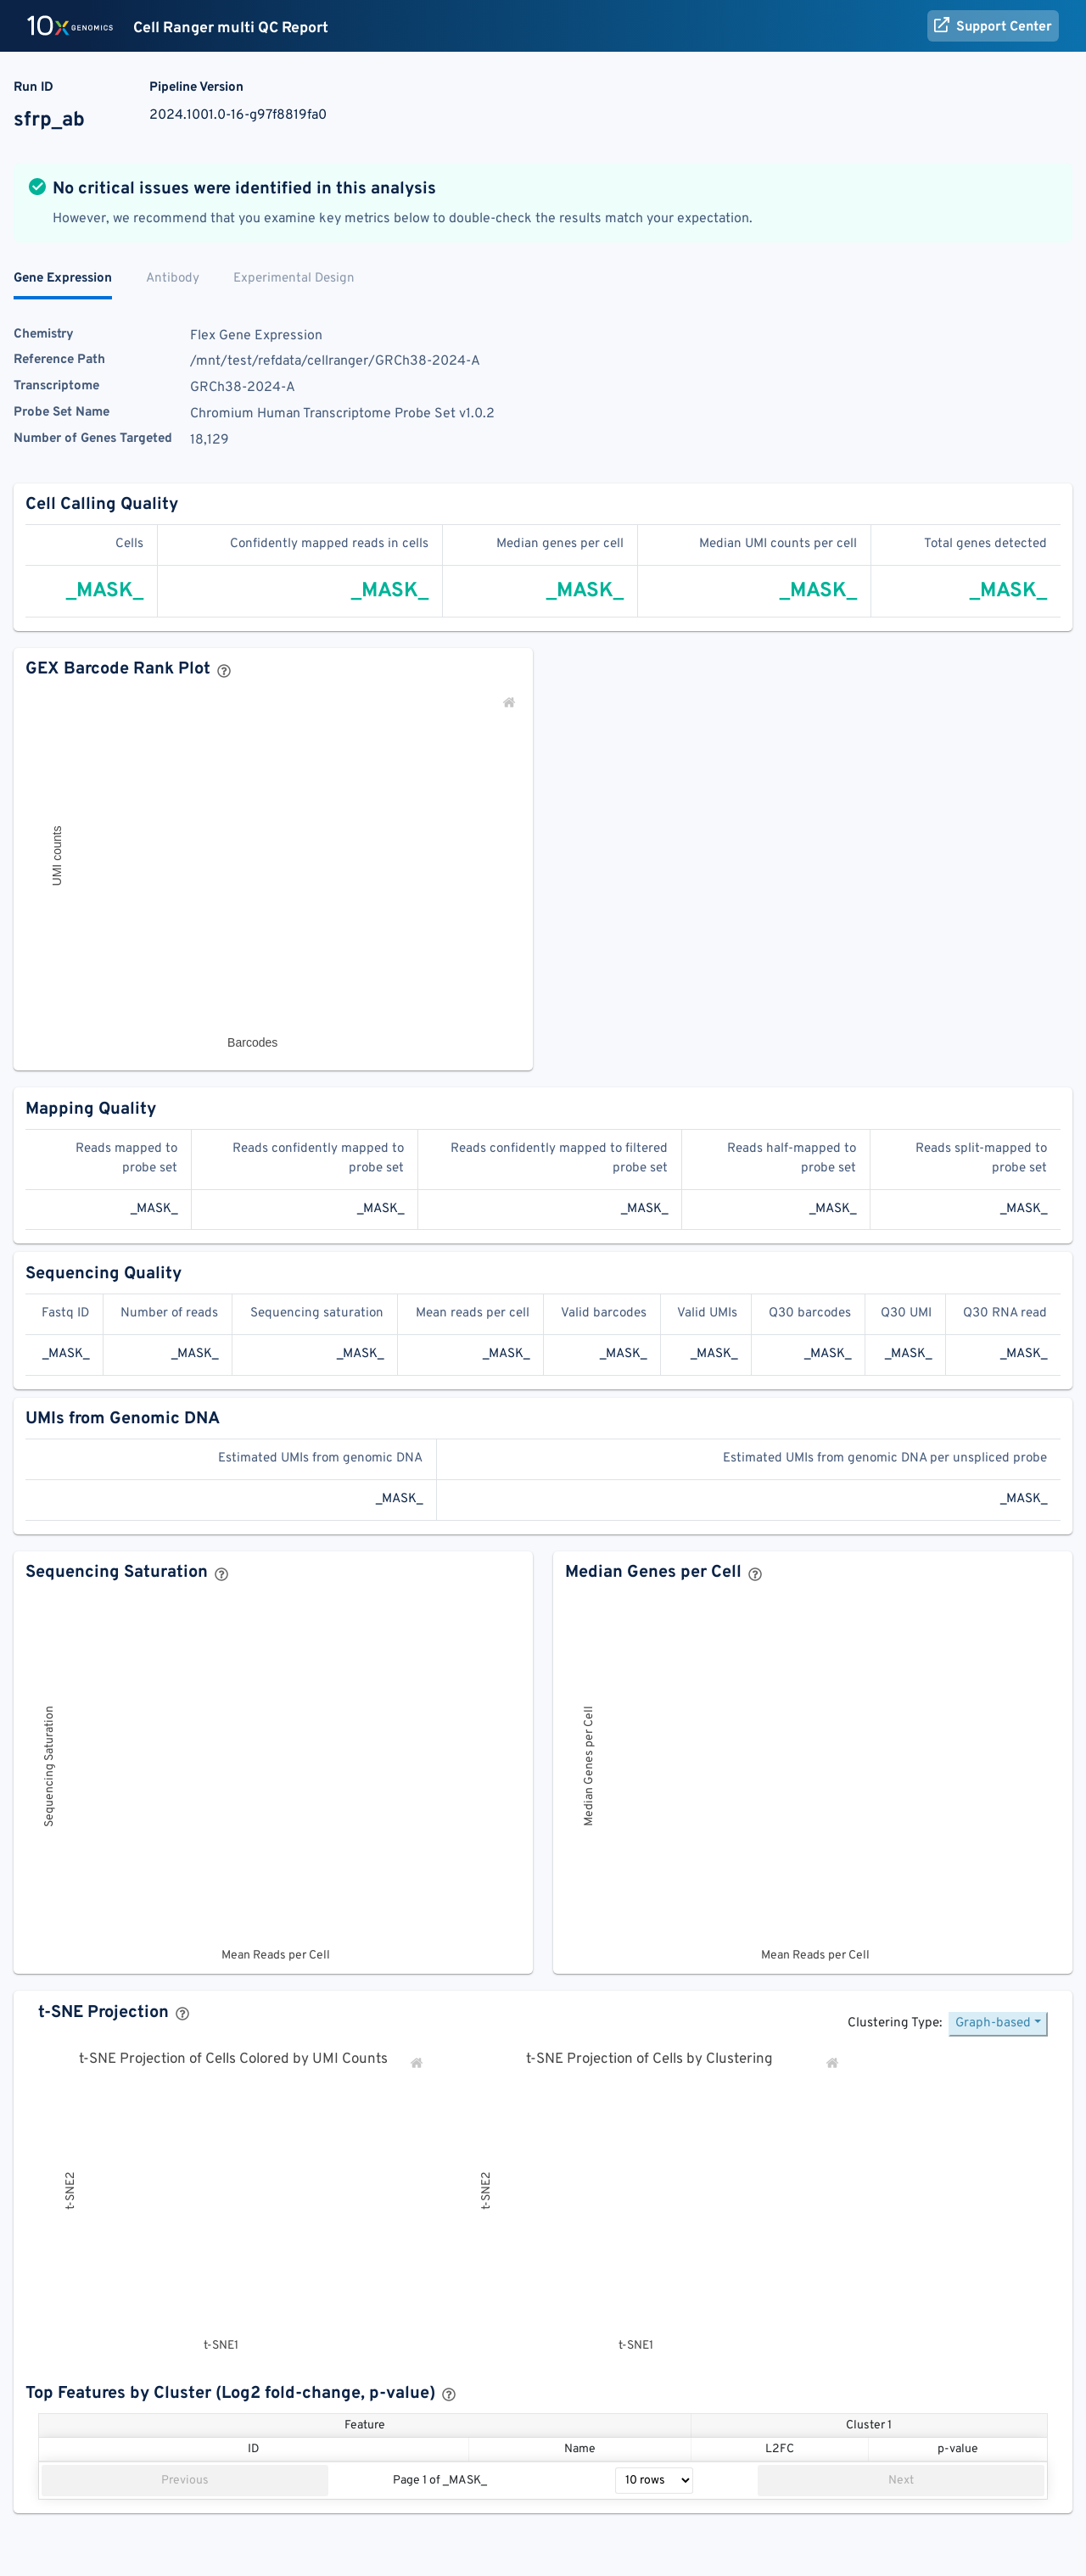 10x GENOMICS Cell Ranger multi QC Report Support Center
Run ID Pipeline Version
sfrp_ab 2024.1001.0-16-g97f8819fa0
No critical issues were identified in this analysis
However, we recommend that you examine key metrics below to double-check the results match your expectation.
Gene Expression Antibody Experimental Design
Chemistry Flex Gene Expression
Reference Path /mnt/test/refdata/cellranger/GRCh38-2024-A
Transcriptome GRCh38-2024-A
Probe Set Name Chromium Human Transcriptome Probe Set v1.0.2
Number of Genes Targeted 18,129
Cell Calling Quality
Cells Confidently mapped reads in cells Median genes per cell Median UMI counts per cell Total genes detected
_MASK_ _MASK_ _MASK_ _MASK_ _MASK_
GEX Barcode Rank Plot
UMI counts
Barcodes
Mapping Quality
Reads mapped to probe set Reads confidently mapped to probe set Reads confidently mapped to filtered probe set Reads half-mapped to probe set Reads split-mapped to probe set
_MASK_ _MASK_ _MASK_ _MASK_ _MASK_
Sequencing Quality
Fastq ID Number of reads Sequencing saturation Mean reads per cell Valid barcodes Valid UMIs Q30 barcodes Q30 UMI Q30 RNA read
_MASK_ _MASK_ _MASK_ _MASK_ _MASK_ _MASK_ _MASK_ _MASK_ _MASK_
UMIs from Genomic DNA
Estimated UMIs from genomic DNA Estimated UMIs from genomic DNA per unspliced probe
_MASK_ _MASK_
Sequencing Saturation
Sequencing Saturation
Mean Reads per Cell
Median Genes per Cell
Median Genes per Cell
Mean Reads per Cell
t-SNE Projection
Clustering Type: Graph-based
t-SNE Projection of Cells Colored by UMI Counts
t-SNE2
t-SNE1
t-SNE Projection of Cells by Clustering
t-SNE2
t-SNE1
Top Features by Cluster (Log2 fold-change, p-value)
Feature Cluster 1
ID Name L2FC p-value
Previous Page 1 of _MASK_ 10 rows Next